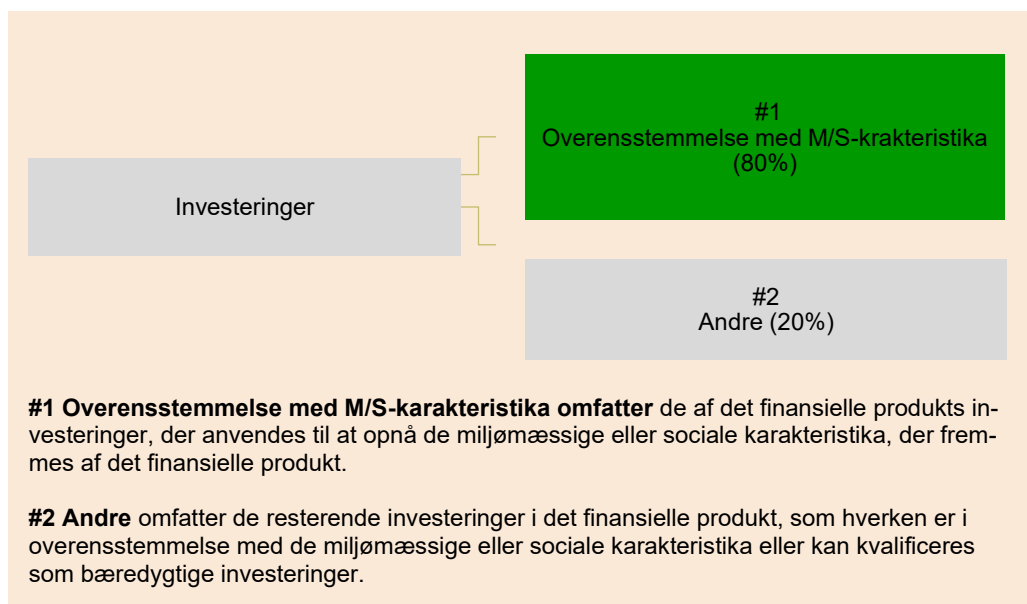 #1
Overensstemmelse med M/S-krakteristika
(80%)
Investeringer
#2
Andre (20%)
#1 Overensstemmelse med M/S-karakteristika omfatter de af det finansielle produkts in-
vesteringer, der anvendes til at opnå de miljømæssige eller sociale karakteristika, der frem-
mes af det finansielle produkt.
#2 Andre omfatter de resterende investeringer i det finansielle produkt, som hverken er i
overensstemmelse med de miljømæssige eller sociale karakteristika eller kan kvalificeres
som bæredygtige investeringer.